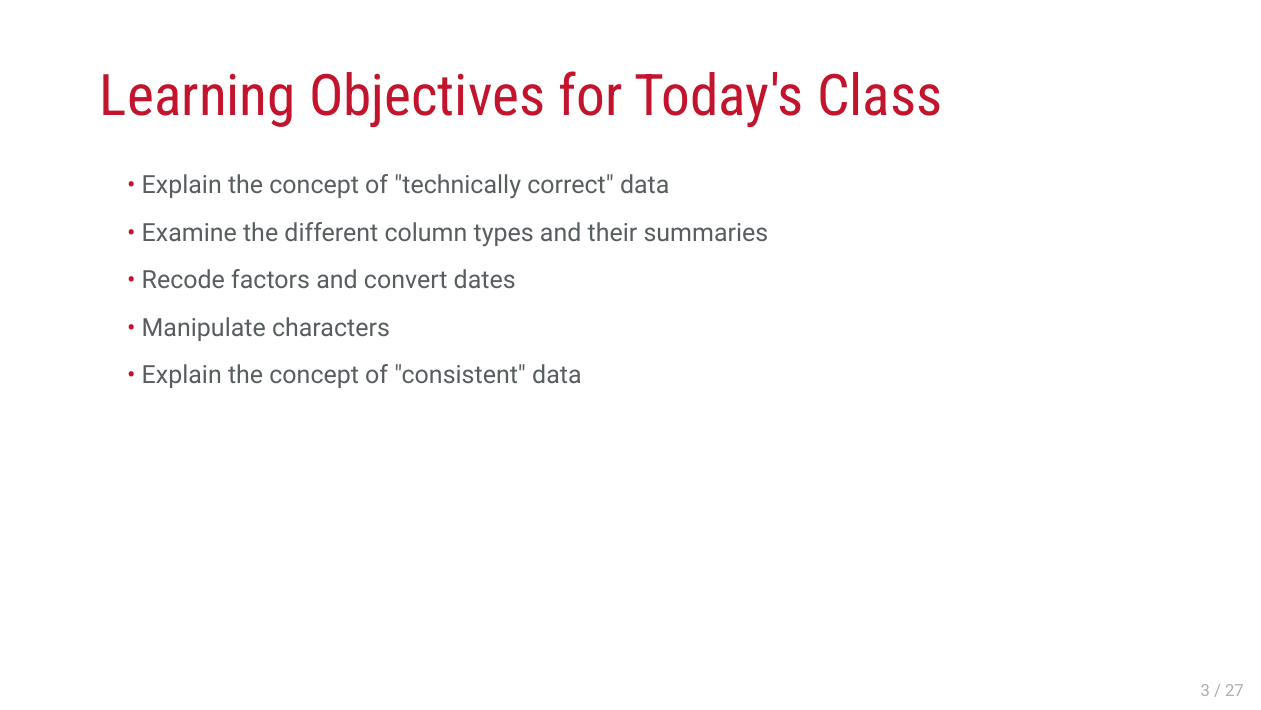 Learning Objectives for Today's Class
• Explain the concept of "technically correct" data
• Examine the different column types and their summaries
• Recode factors and convert dates
• Manipulate characters
• Explain the concept of "consistent" data
3 / 27